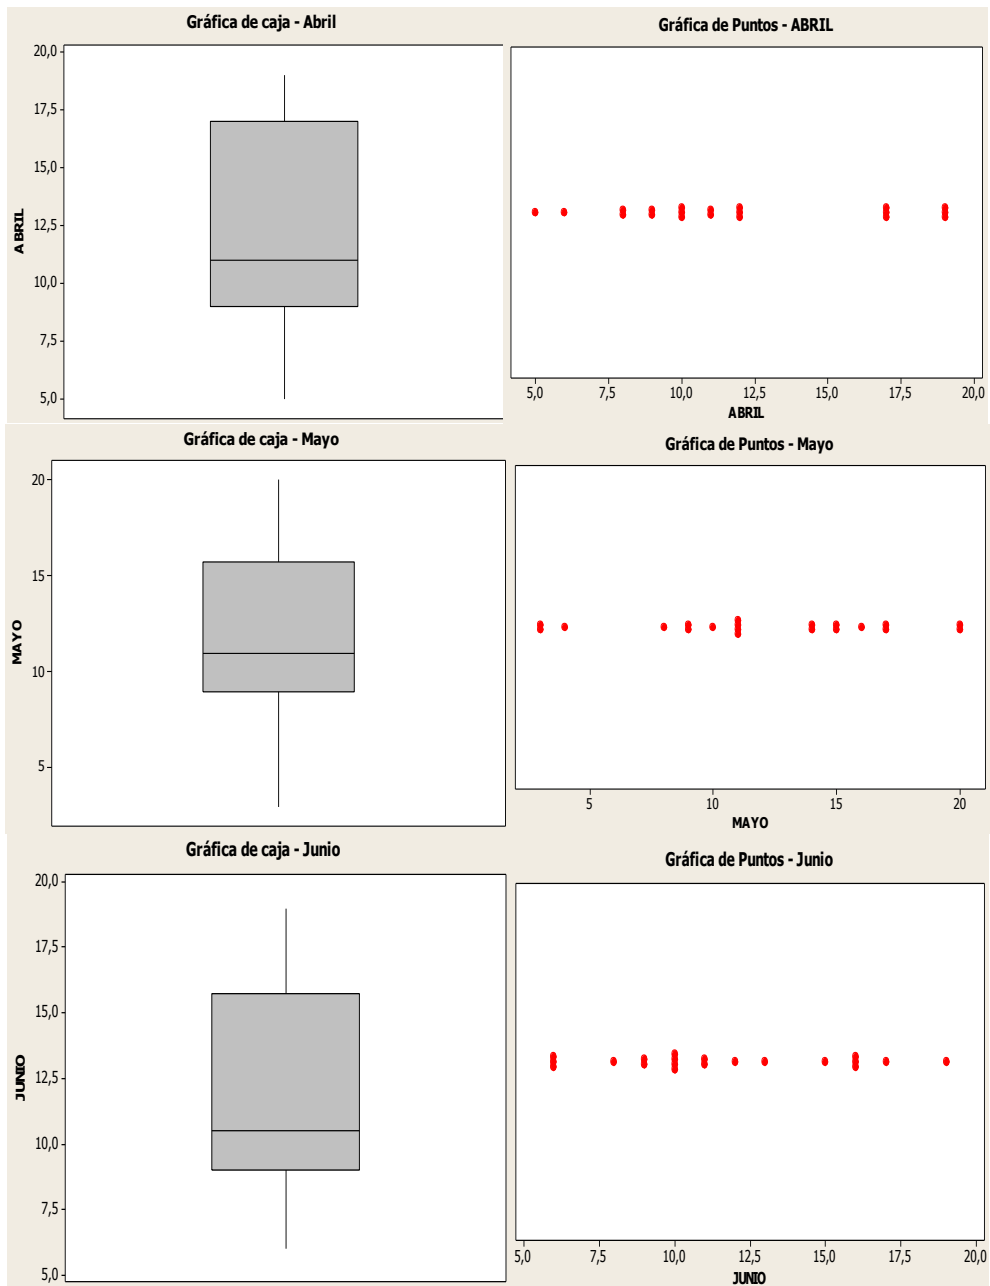 Gráfica de caja - Abril
20,0
17,5
15,0
12,5
10,0
7,5
5,0
ABRIL
Gráfica de Puntos - ABRIL
5,0 7,5 10,0 12,5 15,0 17,5 20,0
ABRIL
Gráfica de caja - Mayo
20
15
10
5
MAYO
Gráfica de Puntos - Mayo
5 10 15 20
MAYO
Gráfica de caja - Junio
20,0
17,5
15,0
12,5
10,0
7,5
5,0
JUNIO
Gráfica de Puntos - Junio
5,0 7,5 10,0 12,5 15,0 17,5 20,0
JUNIO